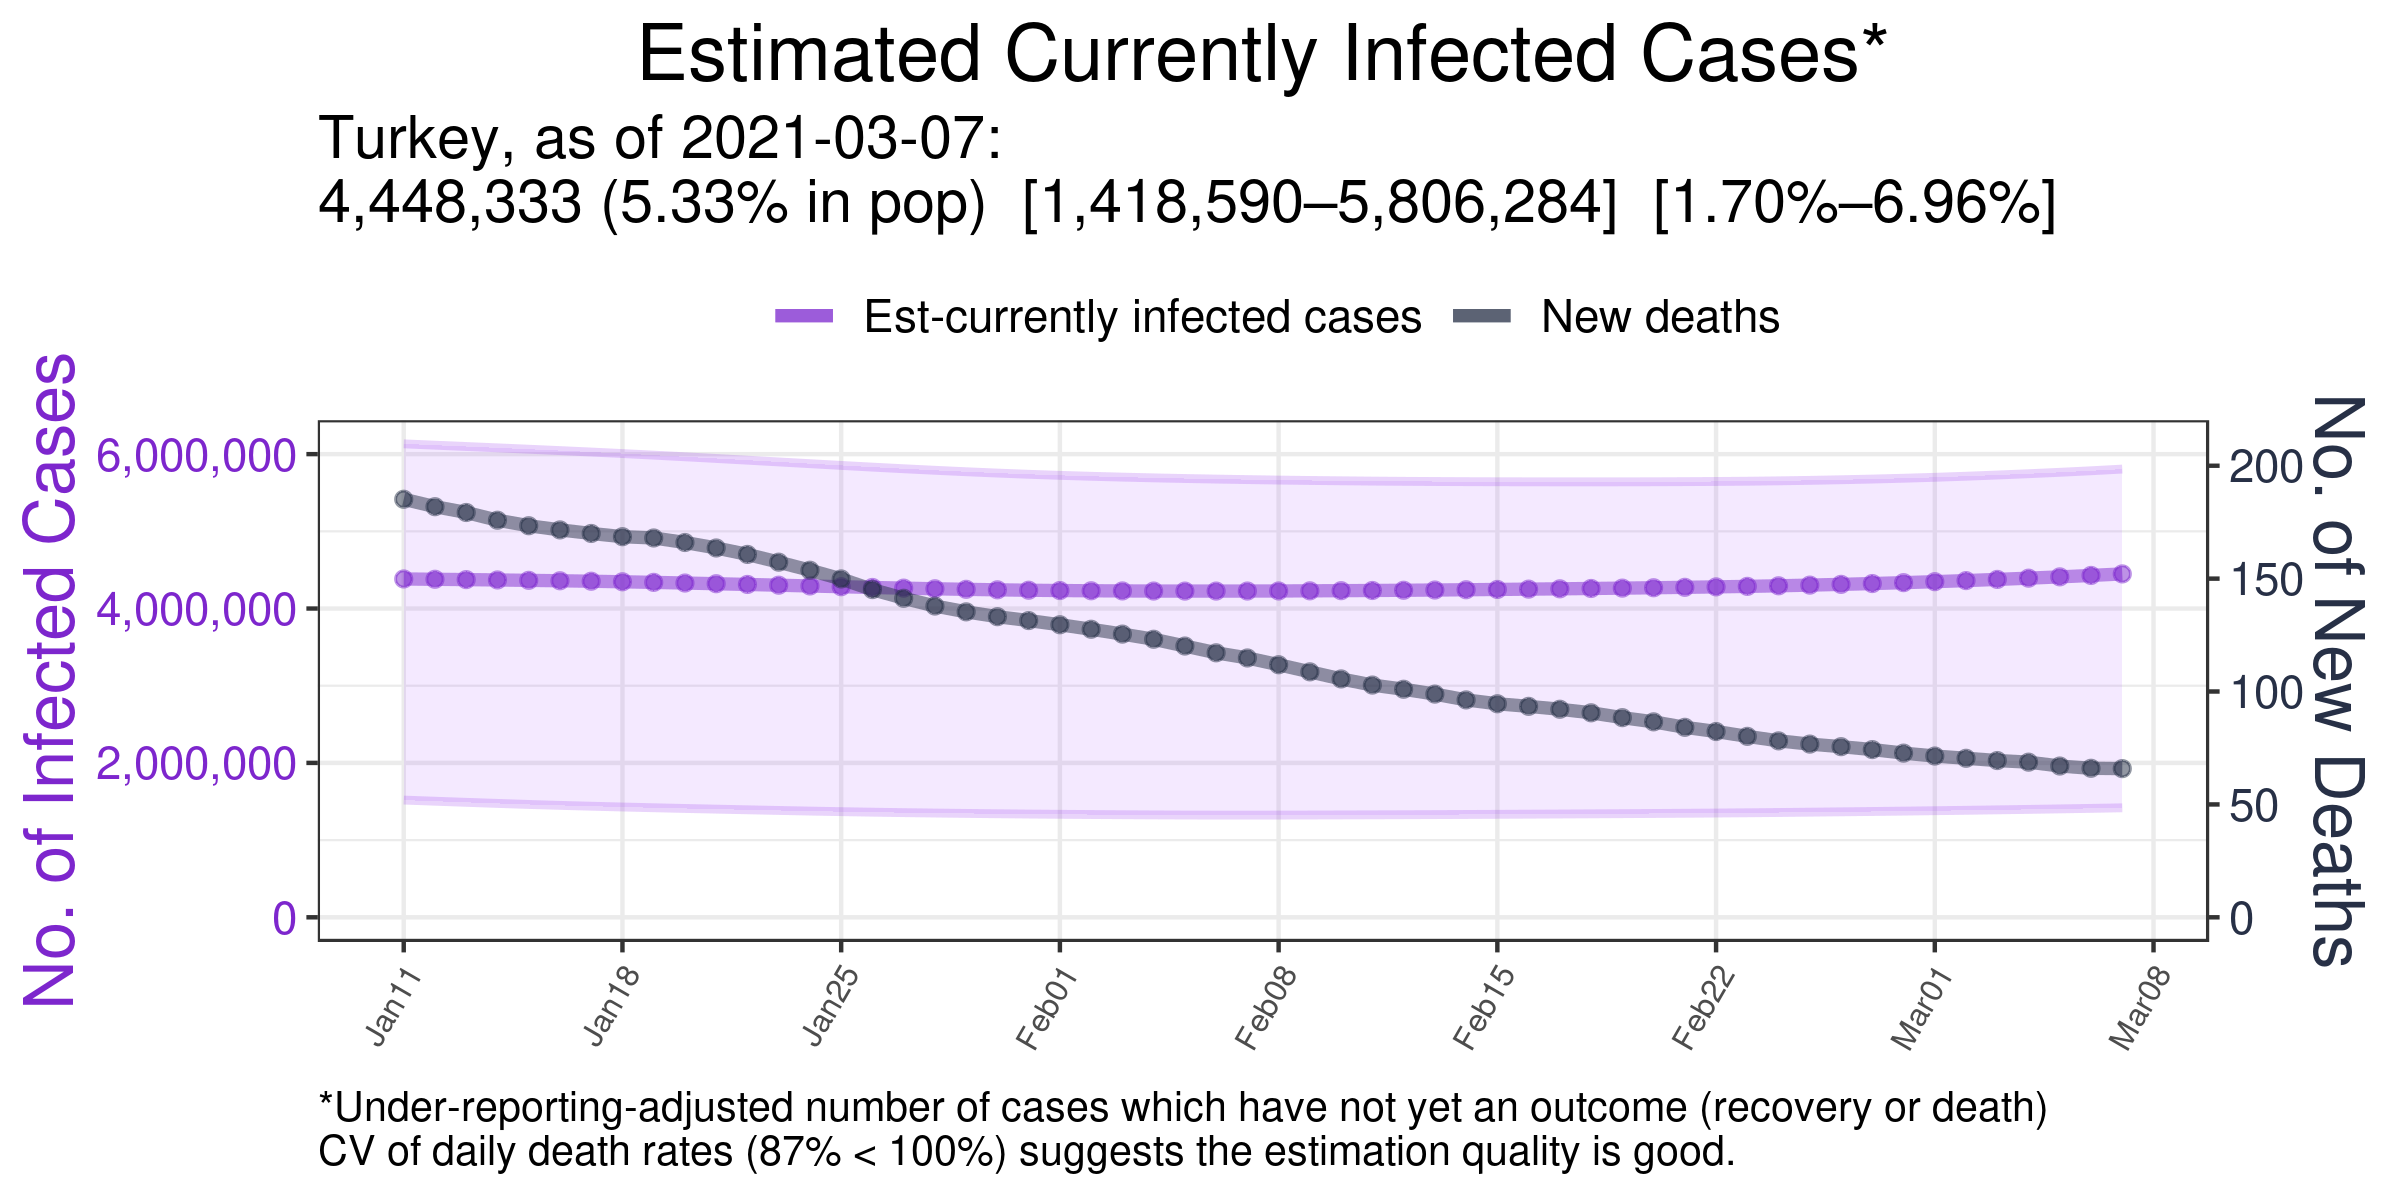 Estimated Currently Infected Cases*
Turkey, as of 2021-03-07:
4,448,333 (5.33% in pop)  [1,418,590–5,806,284]  [1.70%–6.96%]
Est-currently infected cases
New deaths
No. of Infected Cases
6,000,000
4,000,000
2,000,000
0
No. of New Deaths
200
150
100
50
0
Jan11
Jan18
Jan25
Feb01
Feb08
Feb15
Feb22
Mar01
Mar08
*Under-reporting-adjusted number of cases which have not yet an outcome (recovery or death)
CV of daily death rates (87% < 100%) suggests the estimation quality is good.